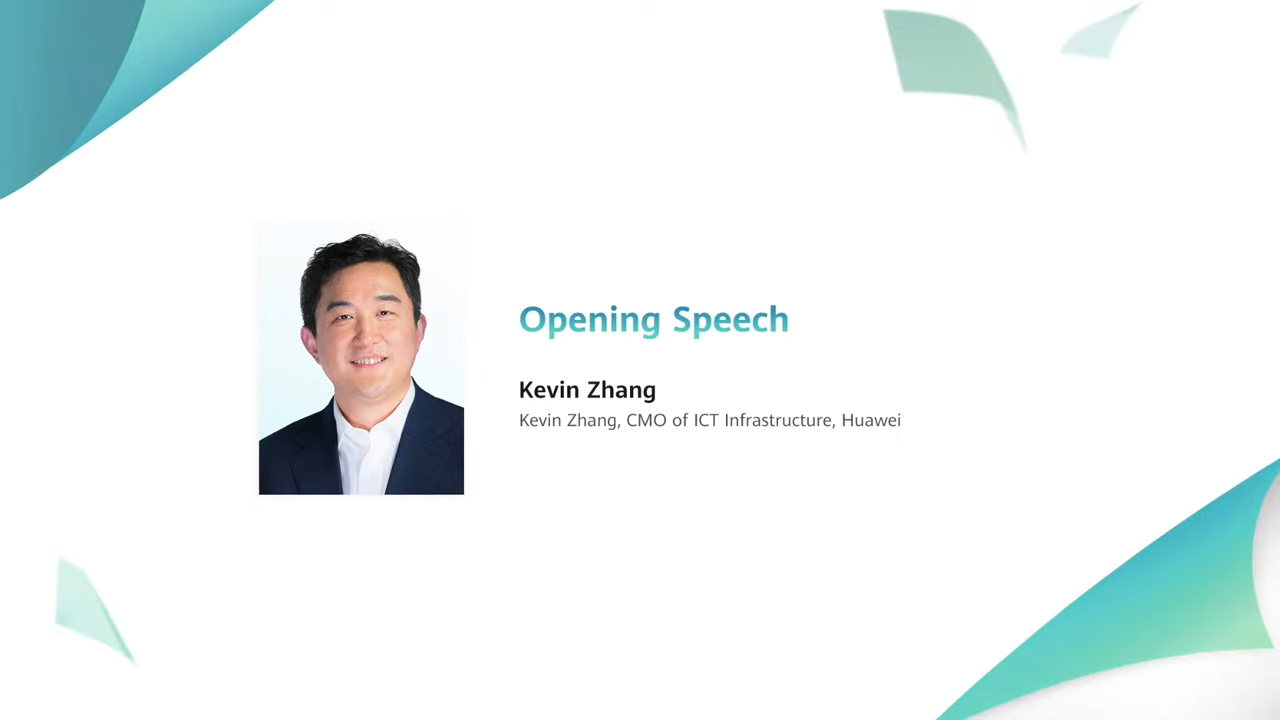 Opening Speech
Kevin Zhang
Kevin Zhang, CMO of ICT Infrastructure, Huawei